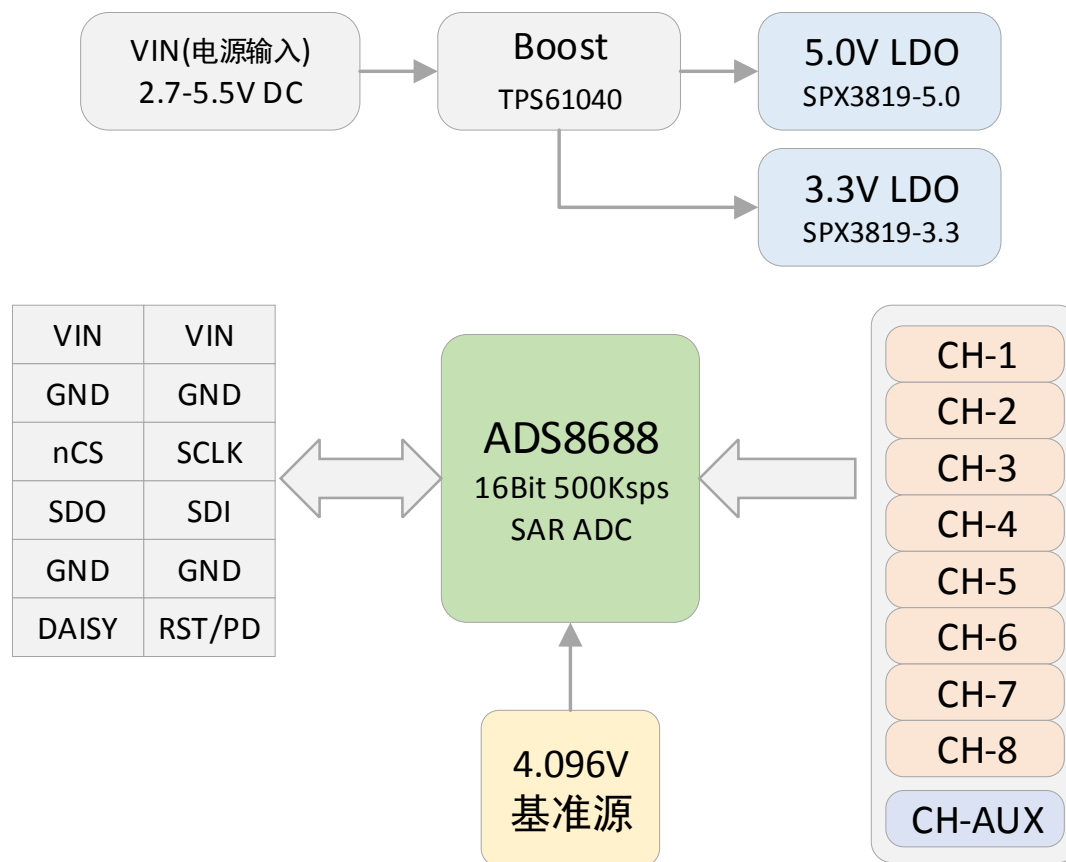 VIN(电源输入)
2.7-5.5V DC
Boost
TPS61040
5.0V LDO
SPX3819-5.0
3.3V LDO
SPX3819-3.3
VIN VIN
GND GND
nCS SCLK
SDO SDI
GND GND
DAISY RST/PD
ADS8688
16Bit 500Ksps
SAR ADC
4.096V
基准源
CH-1
CH-2
CH-3
CH-4
CH-5
CH-6
CH-7
CH-8
CH-AUX